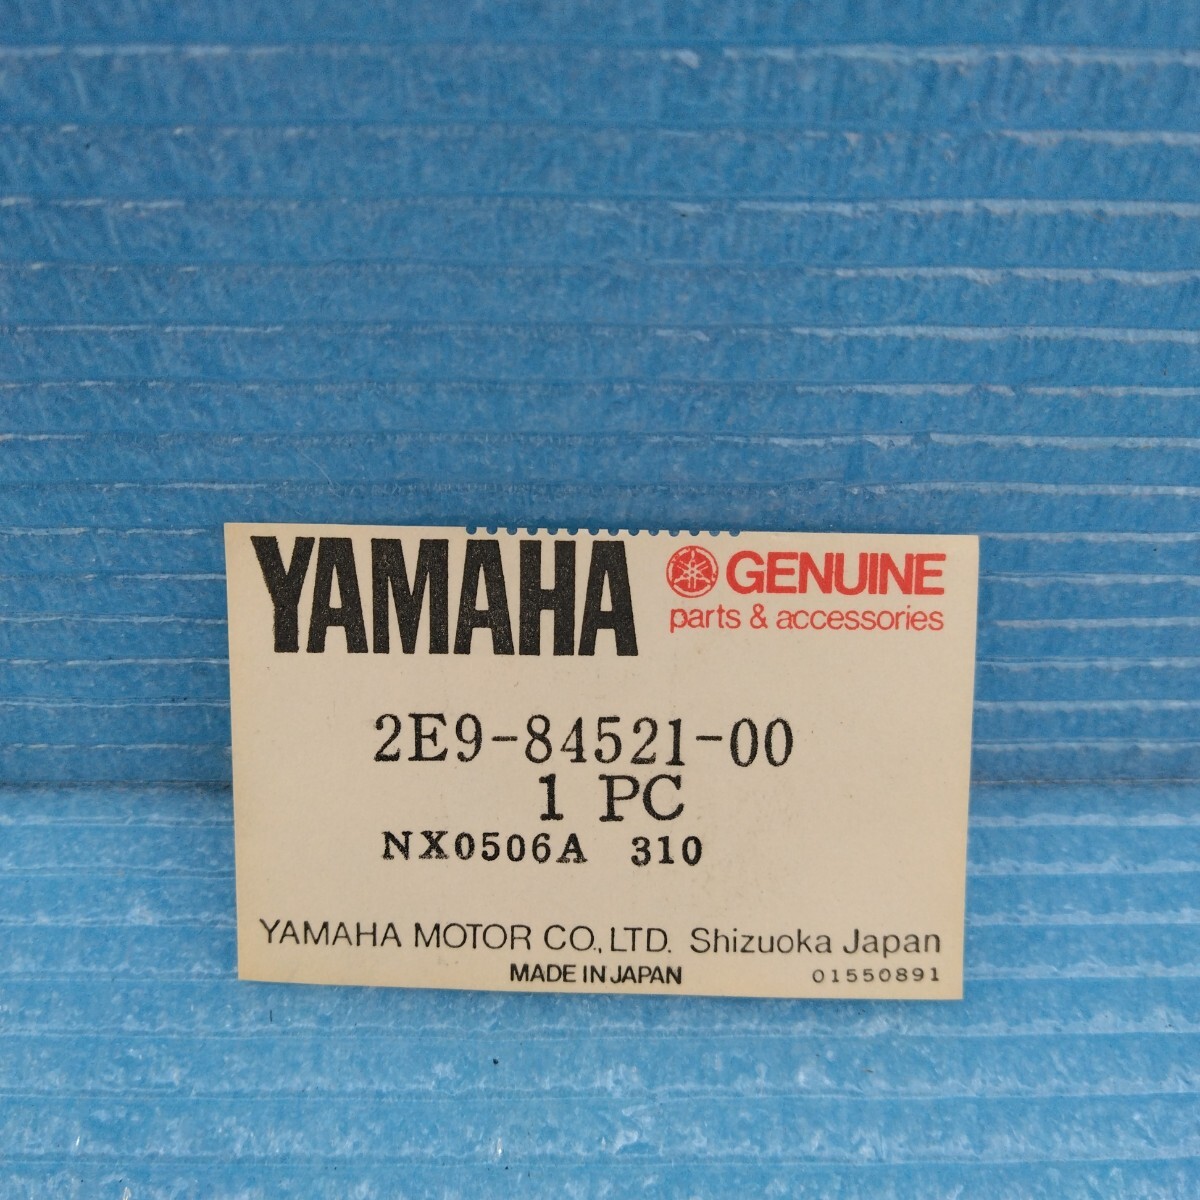 YAMAHA GENUINE
parts & accessories
2E9-84521-00
1 PC
NX0506A 310
YAMAHA MOTOR CO., LTD. Shizuoka Japan
MADE IN JAPAN 01550891